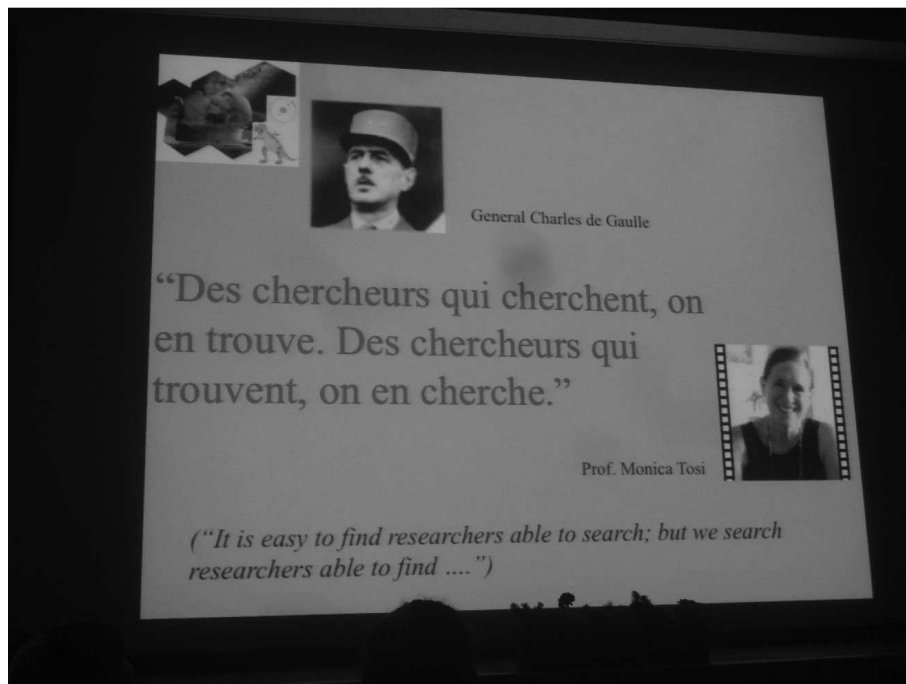 General Charles de Gaulle
“Des chercheurs qui cherchent, on
en trouve. Des chercheurs qui
trouvent, on en cherche.”
Prof. Monica Tosi
(“It is easy to find researchers able to search; but we search
researchers able to find ....”)